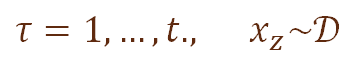 τ = 1, ..., t., x_z~𝒟